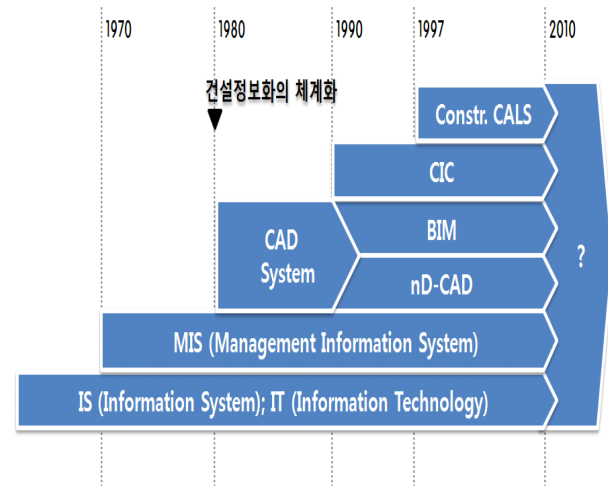 1970
1980
1990
1997
2010
건설정보화의 체계화
Constr. CALS
CIC
CAD
System
BIM
nD-CAD
?
MIS (Management Information System)
IS (Information System); IT (Information Technology)